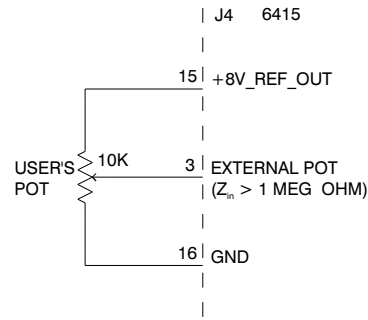 J4 6415
15 +8V_REF_OUT
10K
3 EXTERNAL POT
(Zin > 1 MEG OHM)
USER'S
POT
16 GND